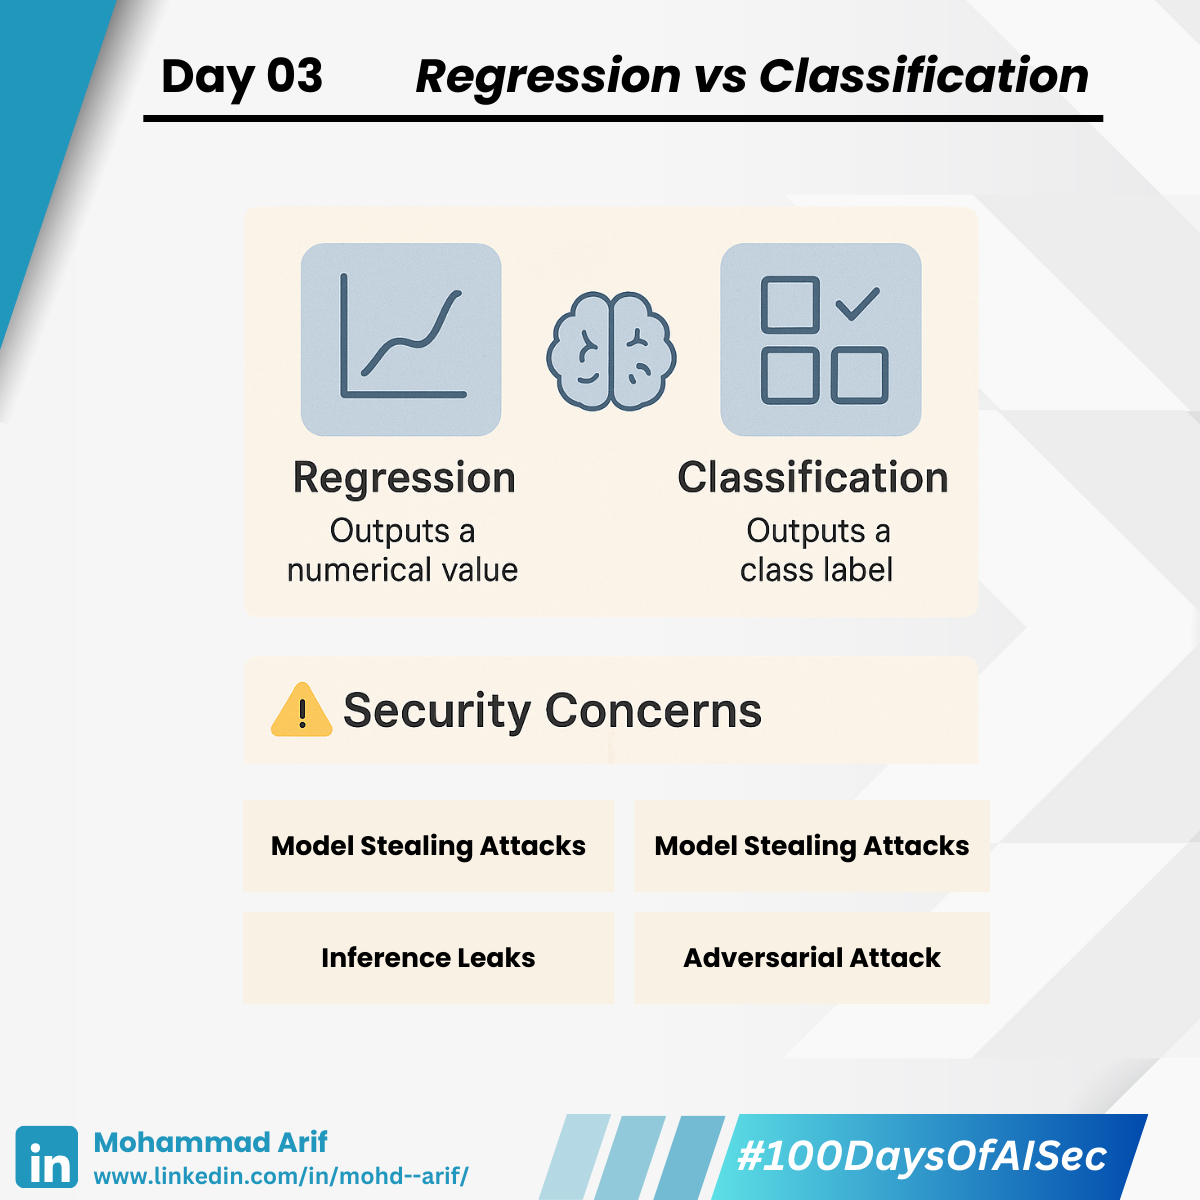 Day 03 Regression vs Classification
Regression
Outputs a
numerical value
Classification
Outputs a
class label
! Security Concerns
Model Stealing Attacks
Model Stealing Attacks
Inference Leaks
Adversarial Attack
in
Mohammad Arif
www.linkedin.com/in/mohd--arif/
#100DaysOfAISec